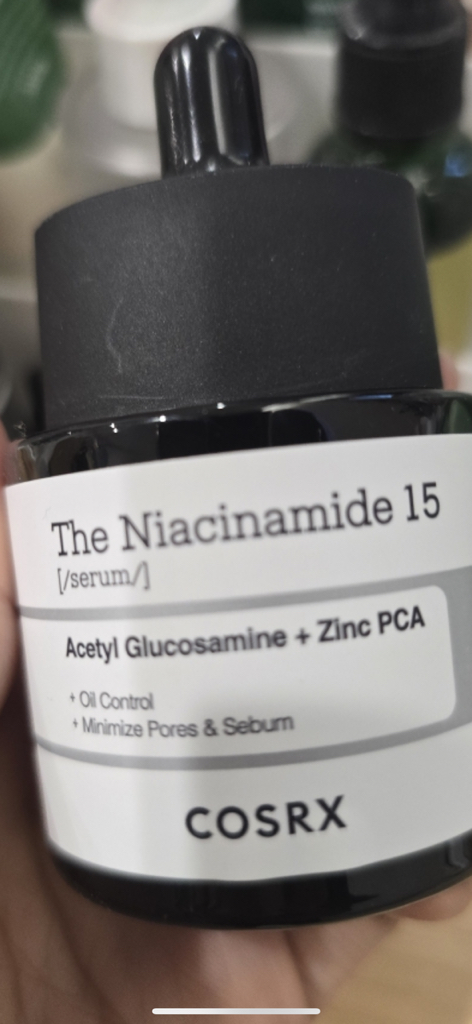 The Niacinamide 15
[/serum/]
Acetyl Glucosamine + Zinc PCA
+ Oil Control
+ Minimize Pores & Sebum
COSRX